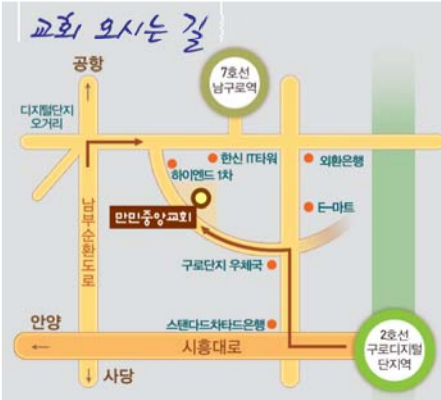 교회 오시는 길
공항
7호선
남구로역
디지털단지
오거리
한신 IT타워
외환은행
하이엔드 1차
E-마트
만민중앙교회
남부순환도로
구로단지 우체국
스탠다드차타드은행
안양
시흥대로
2호선
구로디지털
단지역
사당